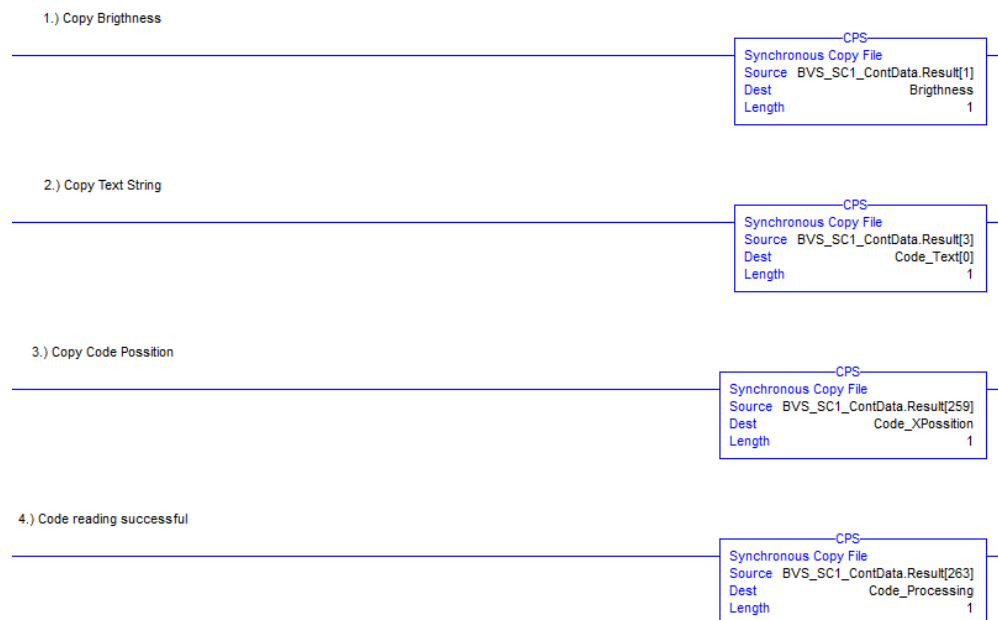 1.) Copy Brigthness
CPS
Synchronous Copy File
Source BVS_SC1_ContData.Result[1]
Dest Brigthness
Length 1
2.) Copy Text String
CPS
Synchronous Copy File
Source BVS_SC1_ContData.Result[3]
Dest Code_Text[0]
Length 1
3.) Copy Code Possition
CPS
Synchronous Copy File
Source BVS_SC1_ContData.Result[259]
Dest Code_XPossition
Length 1
4.) Code reading successful
CPS
Synchronous Copy File
Source BVS_SC1_ContData.Result[263]
Dest Code_Processing
Length 1